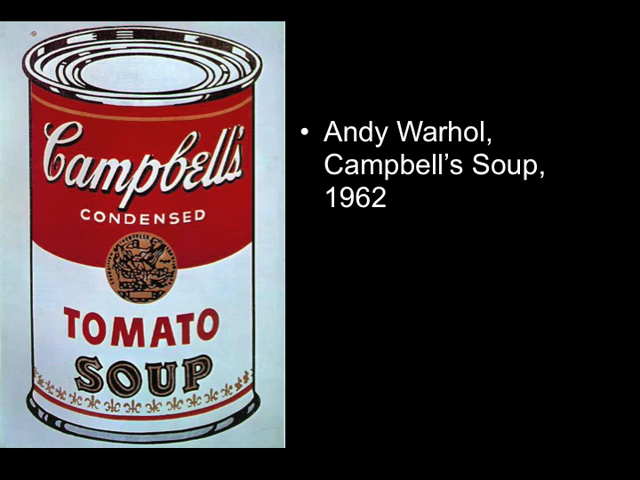 Campbell's
CONDENSED
TOMATO
SOUP
• Andy Warhol,
Campbell’s Soup,
1962